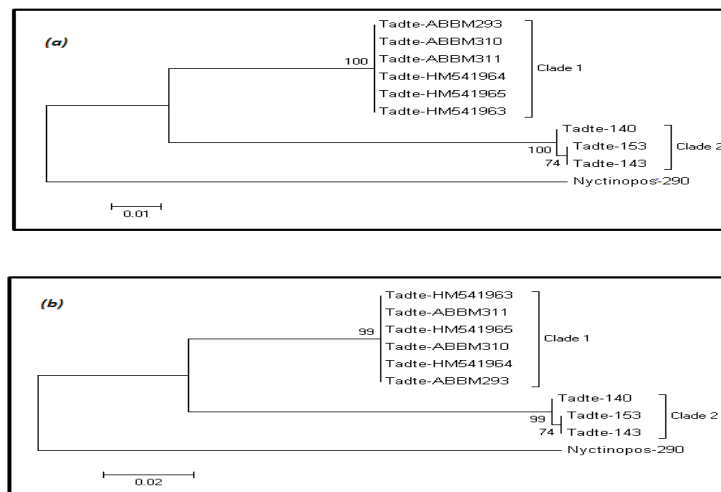 (a)
Tadte-ABBM293
Tadte-ABBM310
Tadte-ABBM311
Tadte-HM541964
Tadte-HM541965
Tadte-HM541963
100
Clade 1
Tadte-140
Tadte-153
Tadte-143
100
74
Clade 2
Nyctinopos-290
0.01
(b)
Tadte-HM541963
Tadte-ABBM311
Tadte-HM541965
Tadte-ABBM310
Tadte-HM541964
Tadte-ABBM293
99
Clade 1
Tadte-140
Tadte-153
Tadte-143
99
74
Clade 2
Nyctinopos-290
0.02